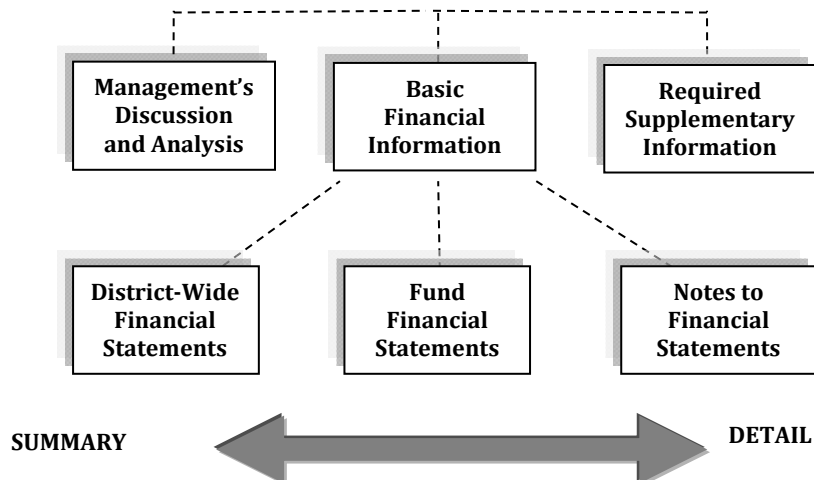 Management’s
Discussion
and Analysis
Basic
Financial
Information
Required
Supplementary
Information
District-Wide
Financial
Statements
Fund
Financial
Statements
Notes to
Financial
Statements
SUMMARY
DETAIL